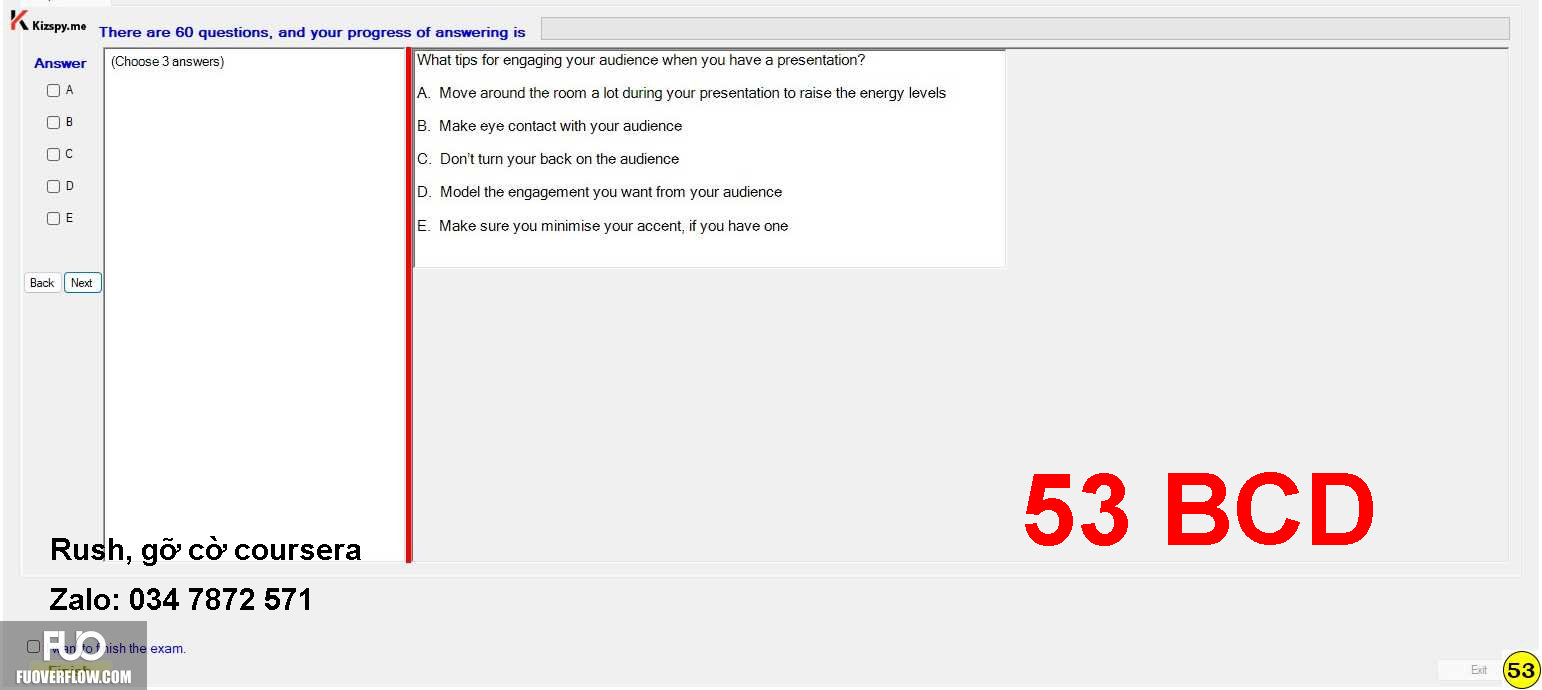 Kizspy.me
There are 60 questions, and your progress of answering is
Answer
(Choose 3 answers)
A
B
C
D
E
Back Next
What tips for engaging your audience when you have a presentation?
A. Move around the room a lot during your presentation to raise the energy levels
B. Make eye contact with your audience
C. Don't turn your back on the audience
D. Model the engagement you want from your audience
E. Make sure you minimise your accent, if you have one
53 BCD
Rush, gỡ cờ coursera
Zalo: 034 7872 571
FUO
want to finish the exam.
Finish
FUOVERFLOW.COM
Exit
53